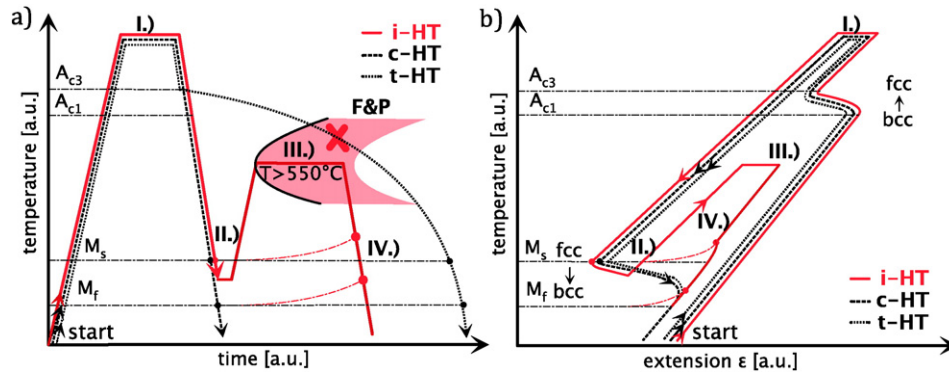 a)
temperature [a.u.]
I.)
i-HT
c-HT
t-HT
Ac3
Ac1
F&P
III.)
T>550°C
II.)
IV.)
Ms
Mf
start
time [a.u.]
b)
temperature [a.u.]
I.)
Ac3
Ac1
fcc
bcc
III.)
IV.)
II.)
Ms fcc
Mf bcc
i-HT
c-HT
t-HT
start
extension ε [a.u.]